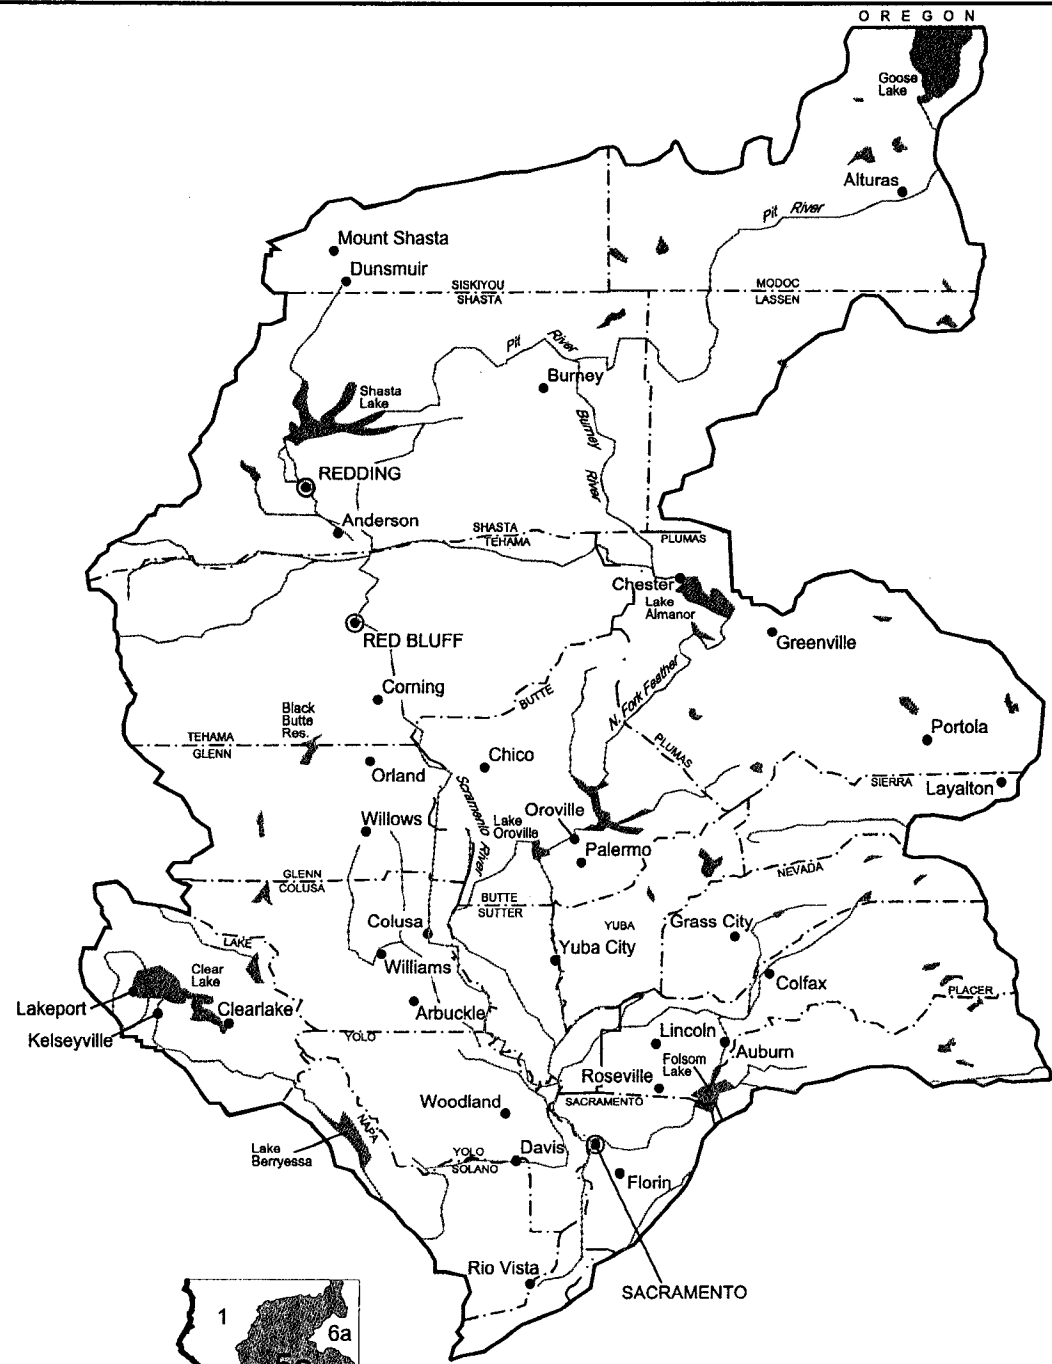 OREGON
Goose
Lake
Alturas
Pit River
Mount Shasta
Dunsmuir
SISKIYOU
SHASTA
MODOC
LASSEN
Pit River
Burney
Shasta
Lake
Burney River
REDDING
Anderson
SHASTA
TEHAMA
PLUMAS
Chester
Lake
Almanor
Greenville
RED BLUFF
N. Fork Feather
Corning
BUTTE
Black
Butte
Res.
Portola
TEHAMA
GLENN
PLUMAS
Chico
Orland
SIERRA
Layalton
Scramento River
Oroville
Willows
Lake
Oroville
Palermo
GLENN
COLUSA
NEVADA
BUTTE
SUTTER
YUBA
Grass City
Colusa
LAKE
Yuba City
Williams
Clear
Lake
Colfax
PLACER
Lakeport
Clearlake
Arbuckle
Kelseyville
YOLO
Lincoln
Auburn
Folsom
Lake
Roseville
Woodland
SACRAMENTO
NAPA
Lake
Berryessa
YOLO
SOLANO
Davis
Florin
Rio Vista
SACRAMENTO
1
6a